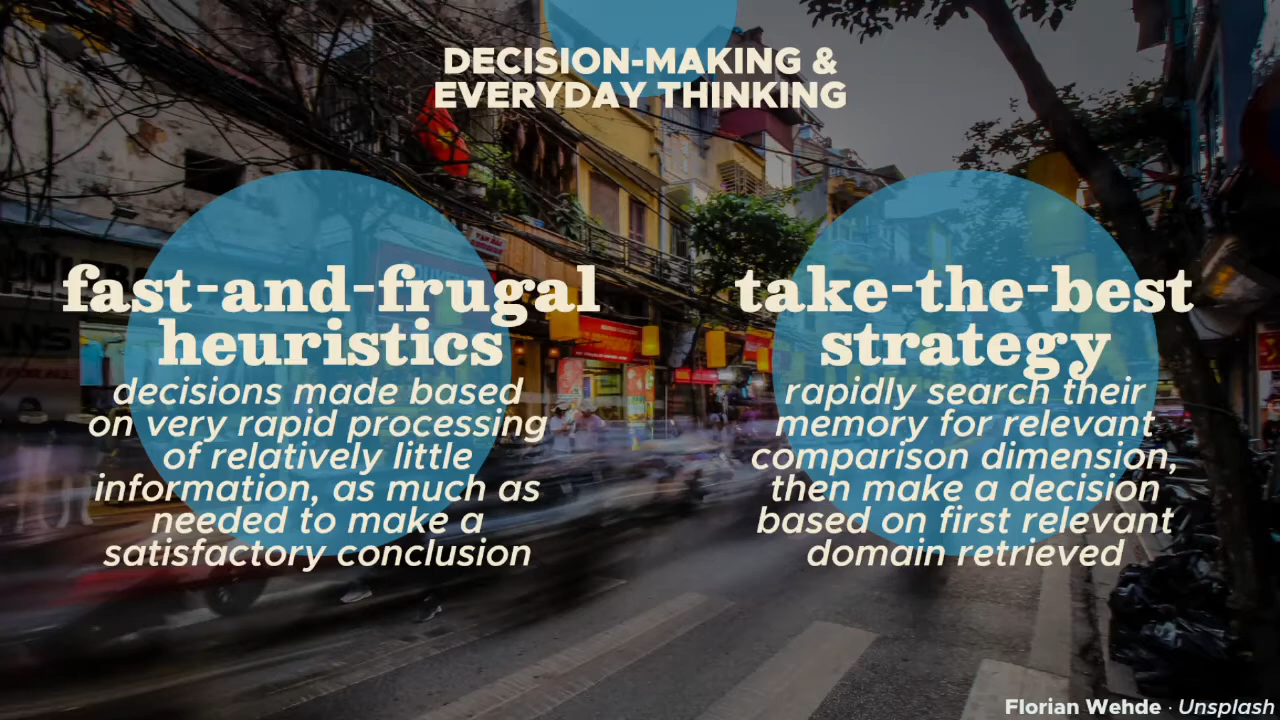 DECISION-MAKING &
EVERYDAY THINKING
fast-and-frugal
heuristics
decisions made based
on very rapid processing
of relatively little
information, as much as
needed to make a
satisfactory conclusion
take-the-best
strategy
rapidly search their
memory for relevant
comparison dimension,
then make a decision
based on first relevant
domain retrieved
Florian Wehde · Unsplash